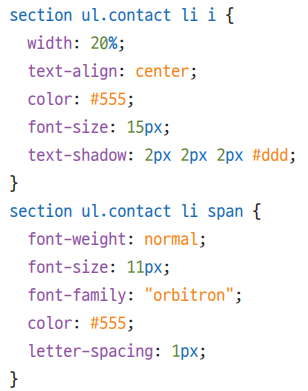 section ul.contact li i {
  width: 20%;
  text-align: center;
  color: #555;
  font-size: 15px;
  text-shadow: 2px 2px 2px #ddd;
}
section ul.contact li span {
  font-weight: normal;
  font-size: 11px;
  font-family: "orbitron";
  color: #555;
  letter-spacing: 1px;
}